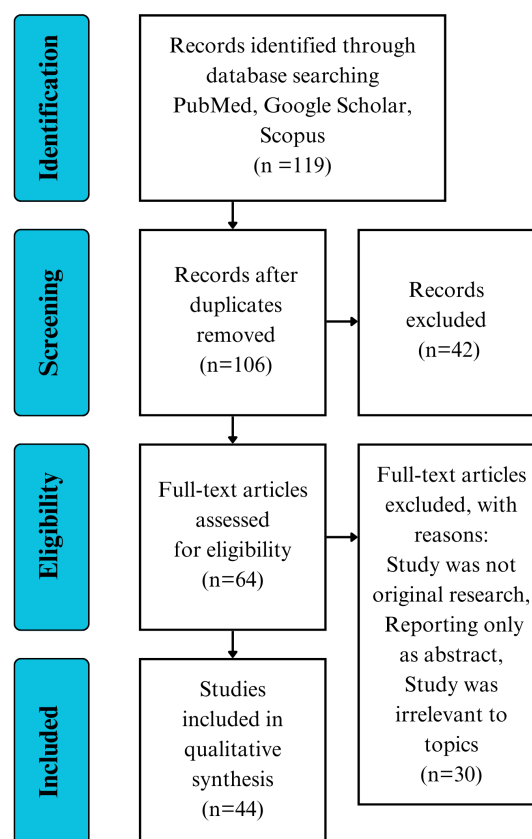 Identification
Records identified through
database searching
PubMed, Google Scholar,
Scopus
(n =119)
Screening
Records after
duplicates
removed
(n=106)
Records
excluded
(n=42)
Eligibility
Full-text articles
assessed
for eligibility
(n=64)
Full-text articles
excluded, with
reasons:
Study was not
original research,
Reporting only
as abstract,
Study was
irrelevant to
topics
(n=30)
Included
Studies
included in
qualitative
synthesis
(n=44)